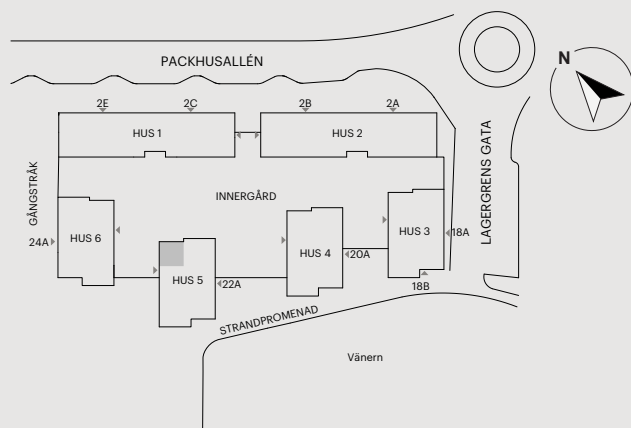 PACKHUSALLÉN
N
2E
2C
2B
2A
HUS 1
HUS 2
LAGERGRENS GATA
GÅNGSTRÅK
INNERGÅRD
24A
HUS 6
HUS 5
22A
HUS 4
20A
HUS 3
18A
18B
STRANDPROMENAD
Vänern